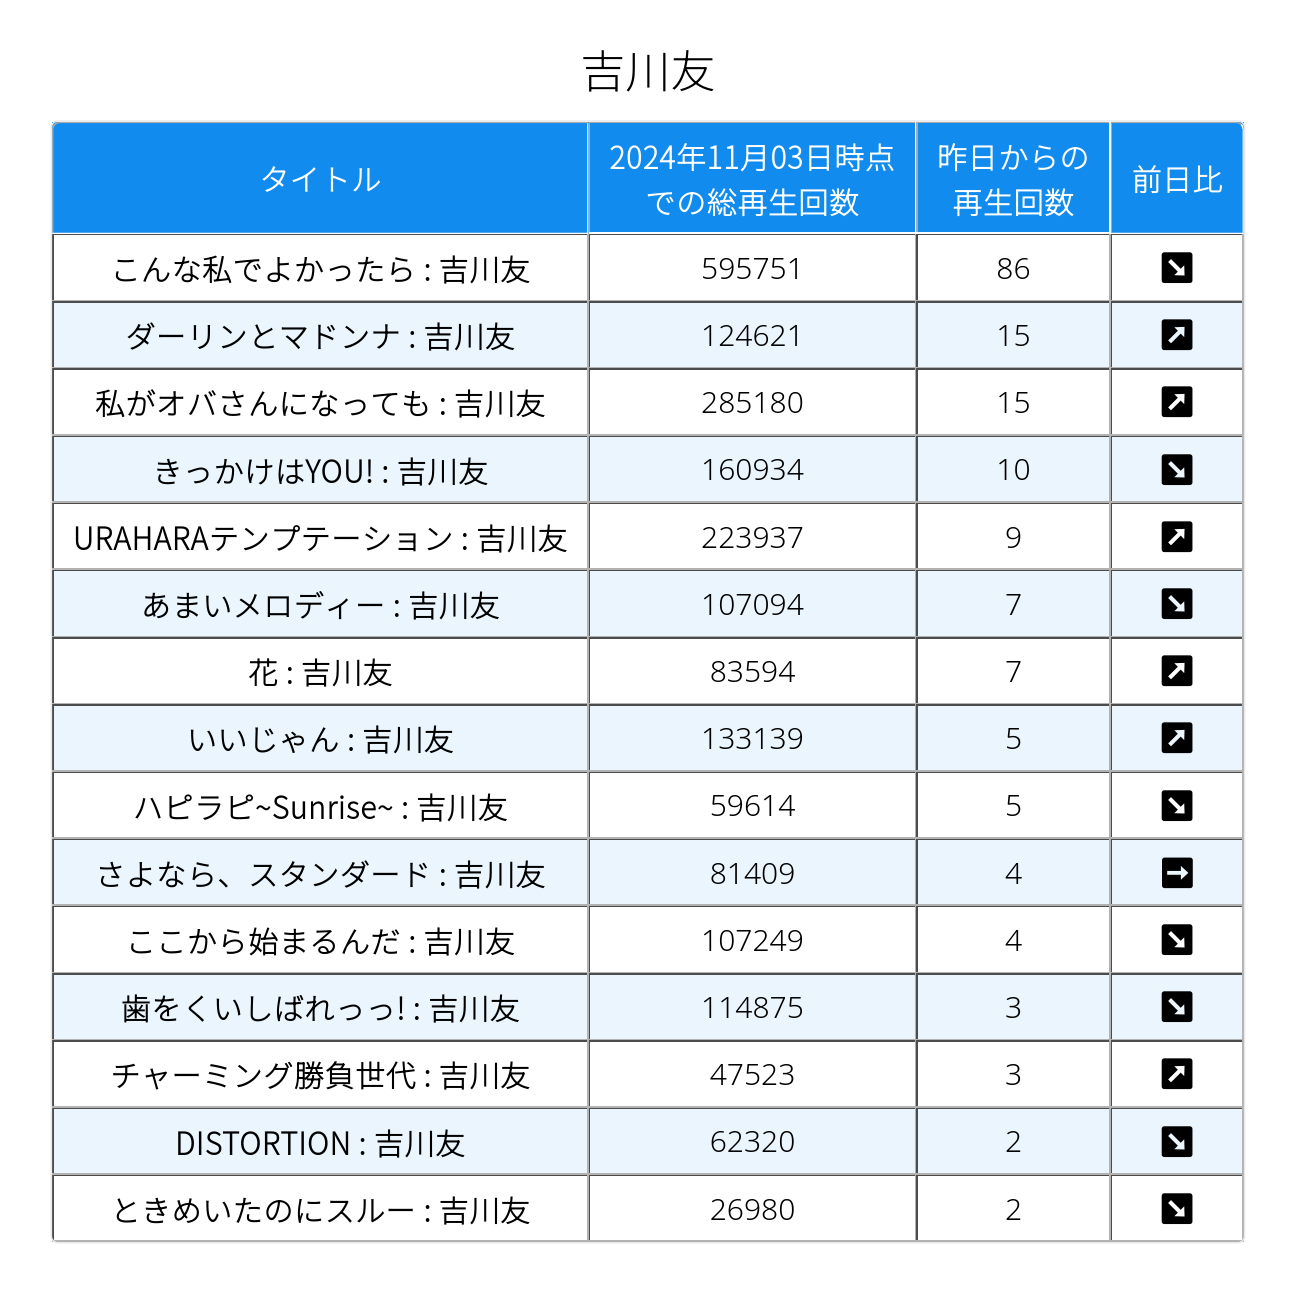 吉川友
タイトル 2024年11月03日時点での総再生回数 昨日からの再生回数 前日比
こんな私でよかったら : 吉川友 595751 86 ↘
ダーリンとマドンナ : 吉川友 124621 15 ↗
私がオバさんになっても : 吉川友 285180 15 ↗
きっかけはYOU! : 吉川友 160934 10 ↘
URAHARAテンプテーション : 吉川友 223937 9 ↗
あまいメロディー : 吉川友 107094 7 ↘
花 : 吉川友 83594 7 ↗
いいじゃん : 吉川友 133139 5 ↗
ハピラピ~Sunrise~ : 吉川友 59614 5 ↘
さよなら、スタンダード : 吉川友 81409 4 →
ここから始まるんだ : 吉川友 107249 4 ↘
歯をくいしばれっっ! : 吉川友 114875 3 ↘
チャーミング勝負世代 : 吉川友 47523 3 ↗
DISTORTION : 吉川友 62320 2 ↘
ときめいたのにスルー : 吉川友 26980 2 ↘